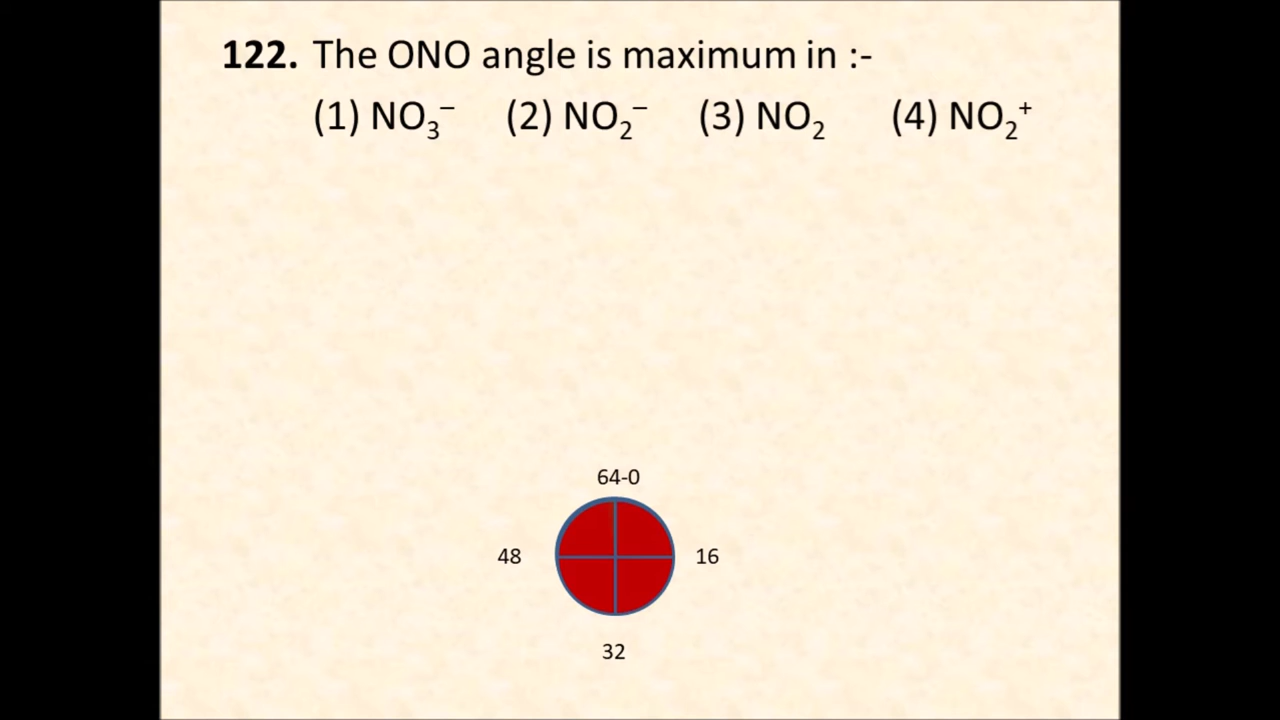 122. The ONO angle is maximum in :-
(1) NO₃⁻ (2) NO₂⁻ (3) NO₂ (4) NO₂⁺
64-0
48 16
32